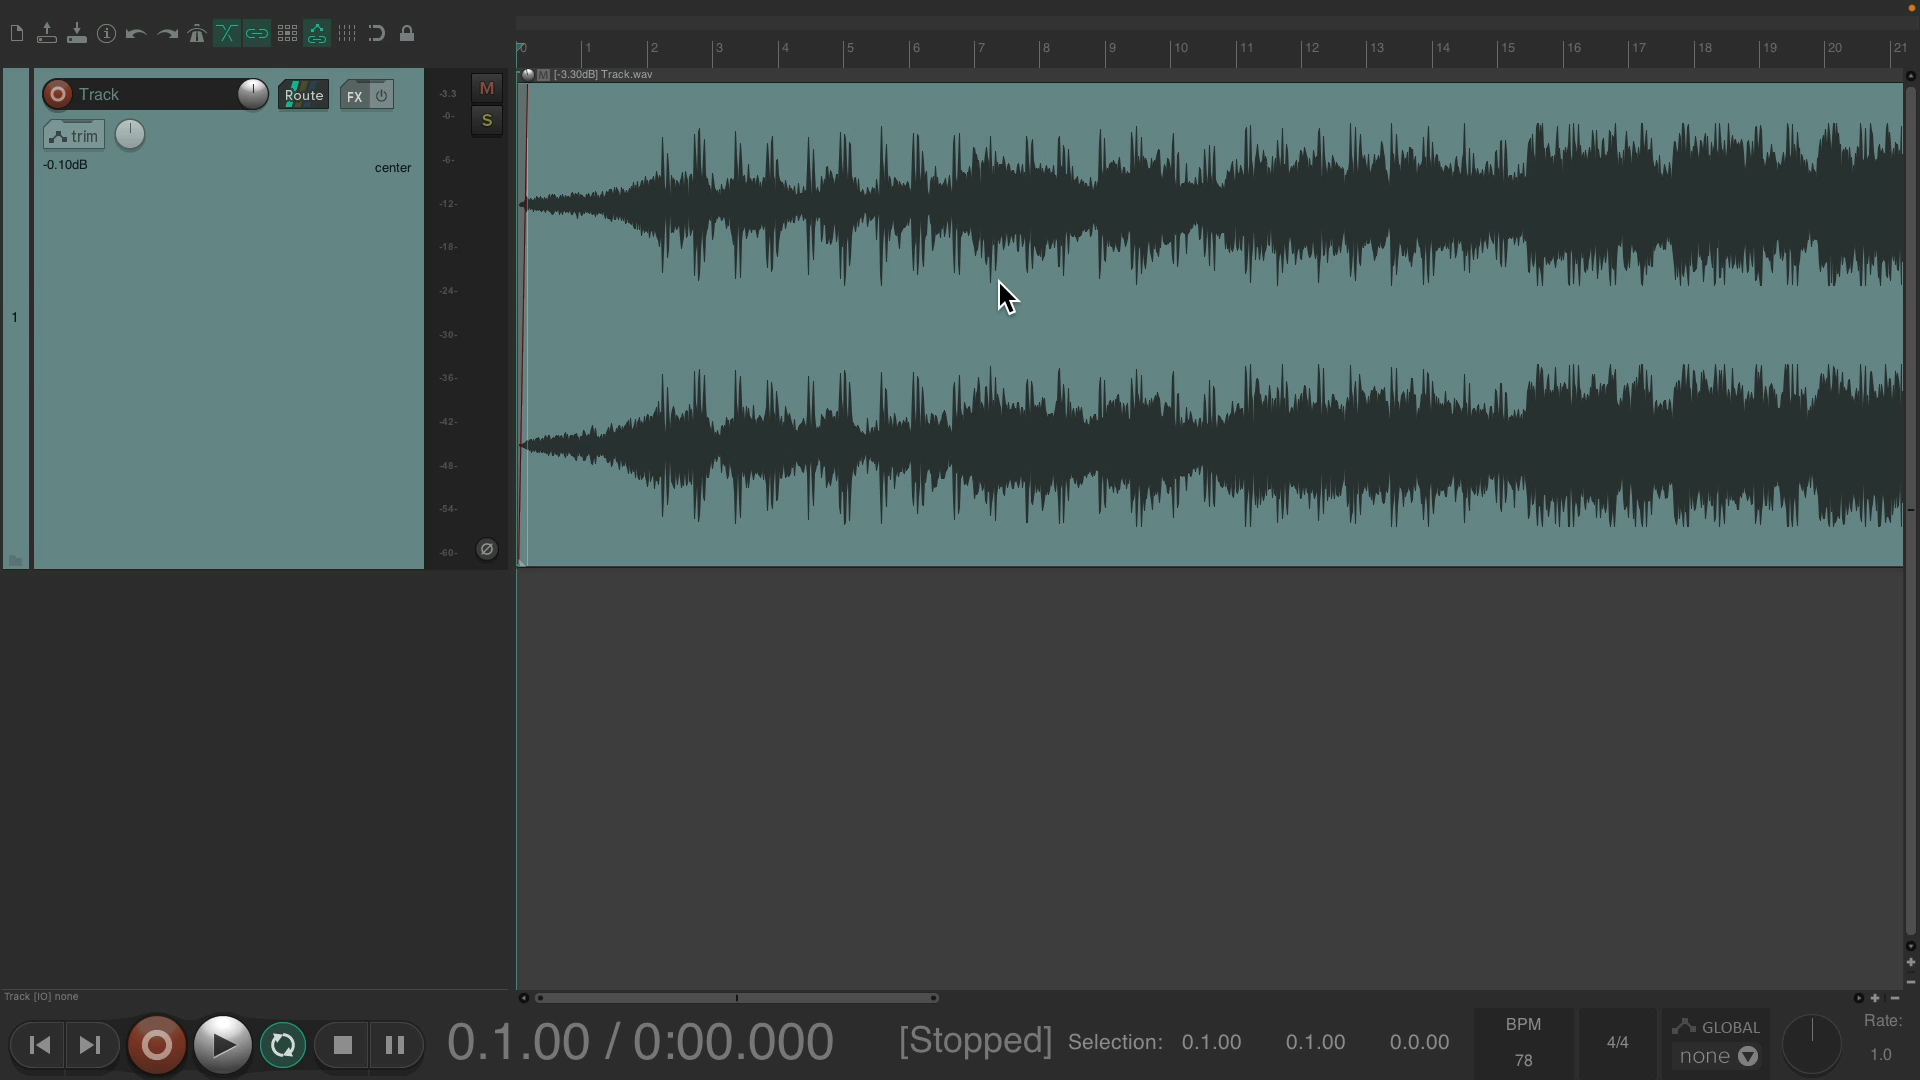 0 1 2 3 4 5 6 7 8 9 10 11 12 13 14 15 16 17 18 19 20 21
M [-3.30dB] Track.wav
Track Route FX
trim
-0.10dB center
-3.3 M
-0- S
-6-
-12-
-18-
-24-
-30-
1
-36-
-42-
-48-
-54-
-60-
Track [IO] none
0.1.00 / 0:00.000 [Stopped] Selection: 0.1.00 0.1.00 0.0.00
BPM
78
4/4
GLOBAL
none
Rate:
1.0